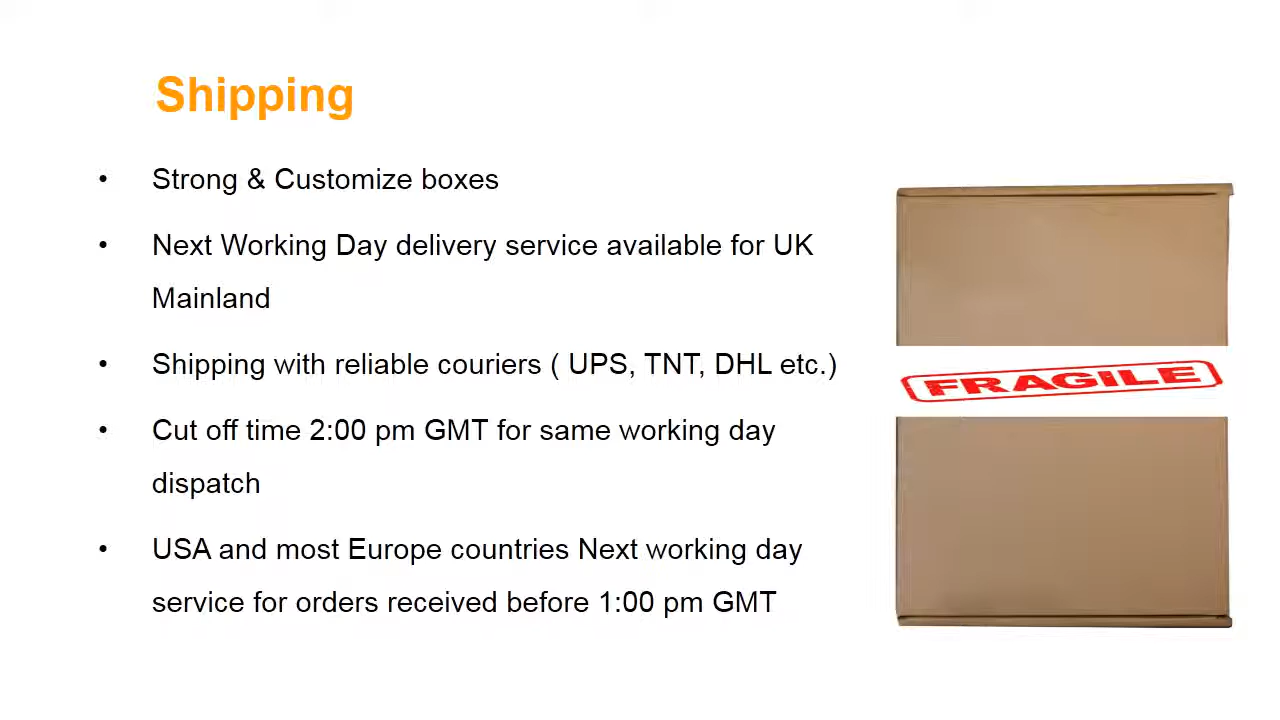 Shipping
• Strong & Customize boxes
• Next Working Day delivery service available for UK
Mainland
• Shipping with reliable couriers ( UPS, TNT, DHL etc.)
• Cut off time 2:00 pm GMT for same working day
dispatch
• USA and most Europe countries Next working day
service for orders received before 1:00 pm GMT
FRAGILE